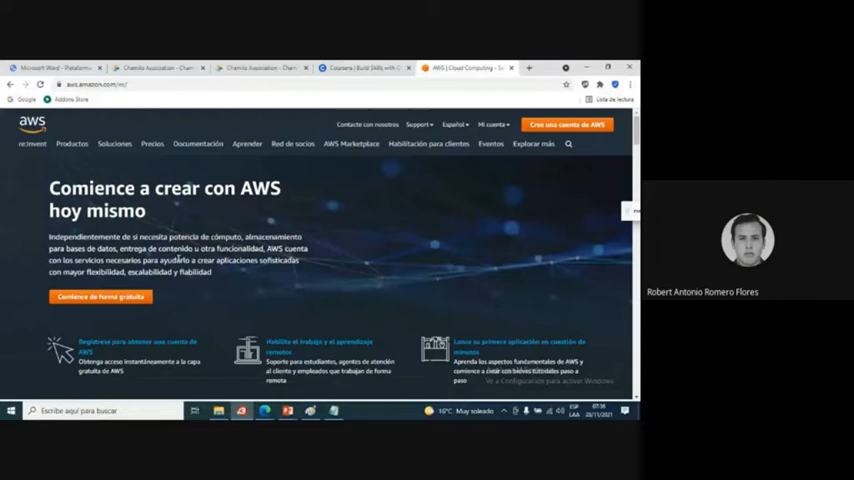 Microsoft Word - Plataforma
Chamilo Association - Cham
Chamilo Association - Cham
Coursera | Build Skills with C
AWS | Cloud Computing - Se
aws.amazon.com/es/
Google
Addons Store
Lista de lectura
aws
Contacte con nosotros
Support
Español
Mi cuenta
Cree una cuenta de AWS
re:Invent
Productos
Soluciones
Precios
Documentación
Aprender
Red de socios
AWS Marketplace
Habilitación para clientes
Eventos
Explorar más
Comience a crear con AWS
hoy mismo
Independientemente de si necesita potencia de cómputo, almacenamiento
para bases de datos, entrega de contenido u otra funcionalidad, AWS cuenta
con los servicios necesarios para ayudarlo a crear aplicaciones sofisticadas
con mayor flexibilidad, escalabilidad y fiabilidad
Comience de forma gratuita
Regístrese para obtener una cuenta de
AWS
Obtenga acceso instantáneamente a la capa
gratuita de AWS
Habilite el trabajo y el aprendizaje
remotos
Soporte para estudiantes, agentes de atención
al cliente y empleados que trabajan de forma
remota
Lance su primera aplicación en cuestión de
minutos
Aprenda los aspectos fundamentales de AWS y
comience a crear con breves tutoriales paso a
paso
Ve a Configuración para activar Windows.
Robert Antonio Romero Flores
Escribe aquí para buscar
16°C Muy soleado
ESP
LAA
07:36
28/11/2021